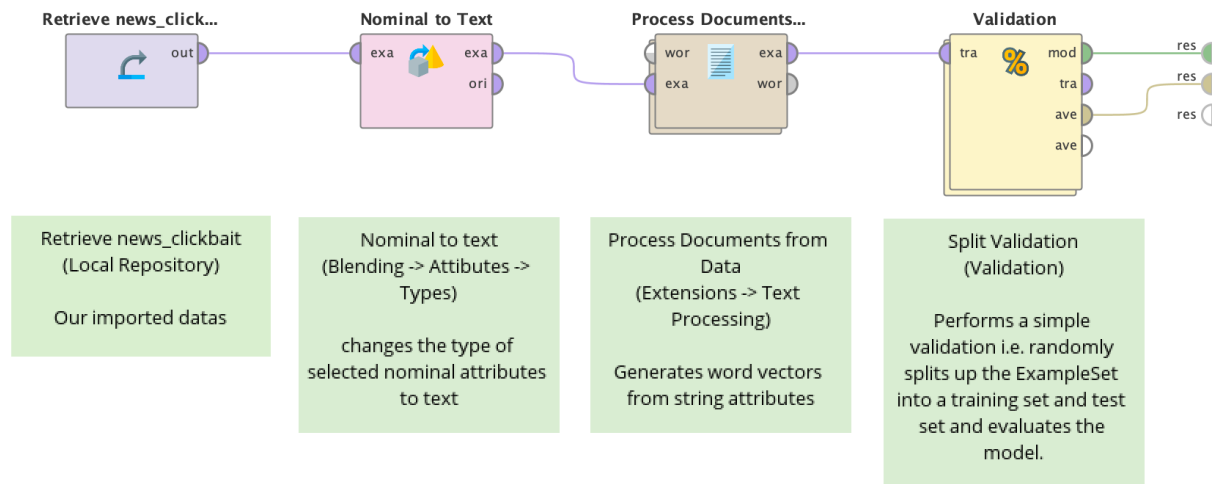 Retrieve news_click...
out
Nominal to Text
exa
exa
ori
Process Documents...
wor
exa
exa
wor
Validation
tra
mod
tra
ave
ave
res
res
res
Retrieve news_clickbait
(Local Repository)
Our imported datas
Nominal to text
(Blending -> Attibutes ->
Types)
changes the type of
selected nominal attributes
to text
Process Documents from
Data
(Extensions -> Text
Processing)
Generates word vectors
from string attributes
Split Validation
(Validation)
Performs a simple
validation i.e. randomly
splits up the ExampleSet
into a training set and test
set and evaluates the
model.